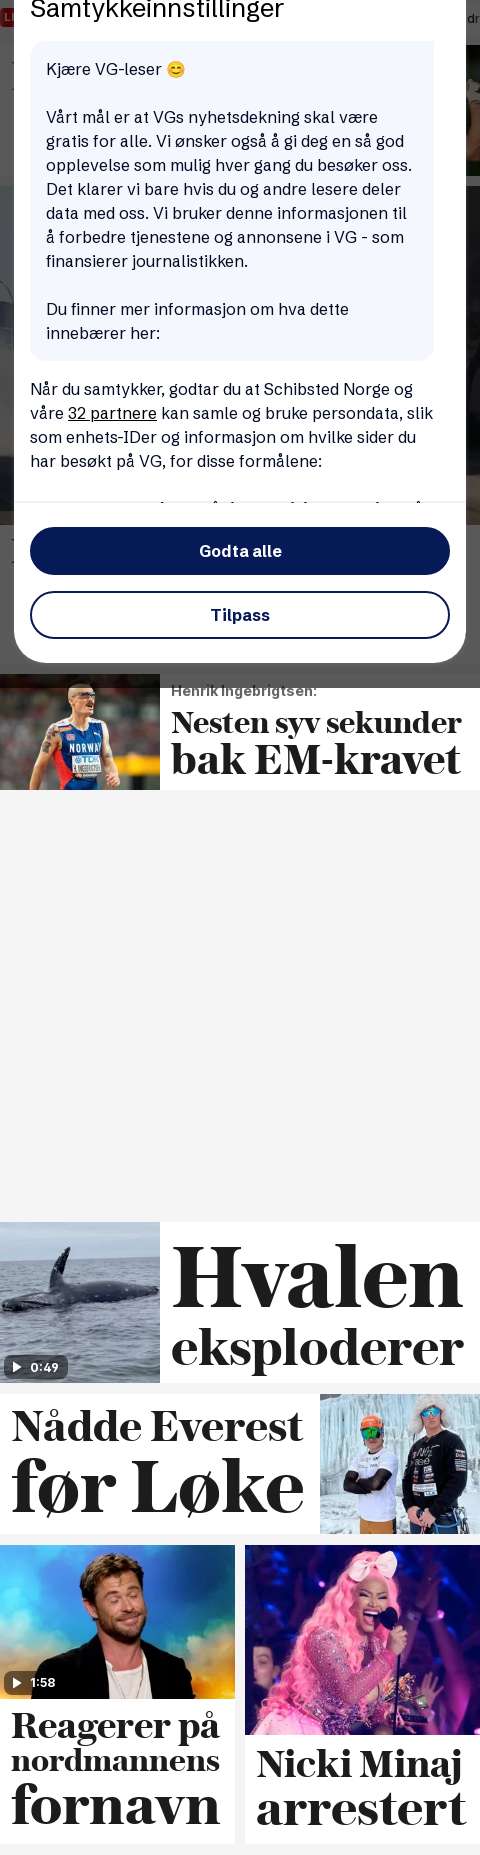 Samtykkeinnstillinger
Kjære VG-leser 😊
Vårt mål er at VGs nyhetsdekning skal være
gratis for alle. Vi ønsker også å gi deg en så god
opplevelse som mulig hver gang du besøker oss.
Det klarer vi bare hvis du og andre lesere deler
data med oss. Vi bruker denne informasjonen til
å forbedre tjenestene og annonsene i VG - som
finansierer journalistikken.
Du finner mer informasjon om hva dette
innebærer her:
Når du samtykker, godtar du at Schibsted Norge og
våre 32 partnere kan samle og bruke persondata, slik
som enhets-IDer og informasjon om hvilke sider du
har besøkt på VG, for disse formålene:
Godta alle
Tilpass
Henrik Ingebrigtsen:
Nesten syv sekunder
bak EM-kravet
NORWAY
Hvalen
eksploderer
0:49
Nådde Everest
før Løke
1:58
Reagerer på
nordmannens
fornavn
Nicki Minaj
arrestert